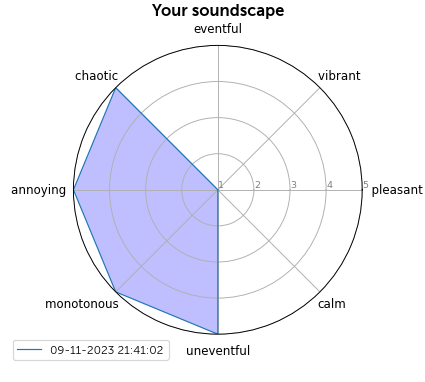 Your soundscape
eventful
chaotic
vibrant
annoying
1
2
3
4
5
pleasant
monotonous
calm
uneventful
09-11-2023 21:41:02